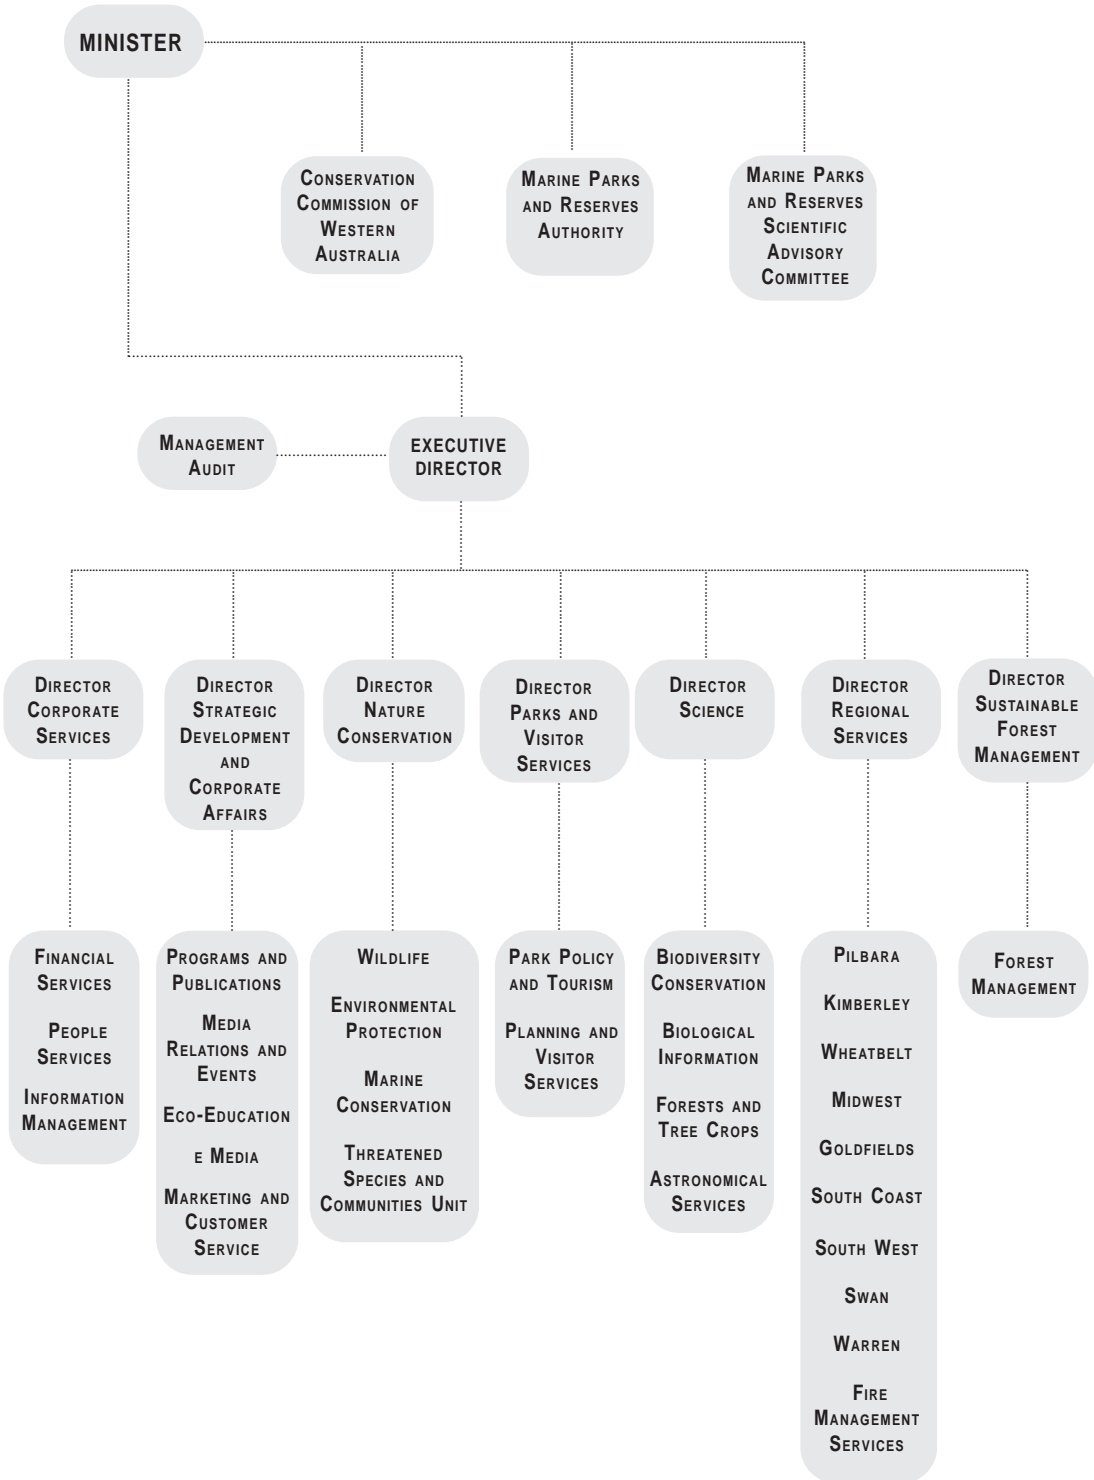 MINISTER
CONSERVATION
COMMISSION OF
WESTERN
AUSTRALIA
MARINE PARKS
AND RESERVES
AUTHORITY
MARINE PARKS
AND RESERVES
SCIENTIFIC
ADVISORY
COMMITTEE
MANAGEMENT
AUDIT
EXECUTIVE
DIRECTOR
DIRECTOR
CORPORATE
SERVICES
DIRECTOR
STRATEGIC
DEVELOPMENT
AND
CORPORATE
AFFAIRS
DIRECTOR
NATURE
CONSERVATION
DIRECTOR
PARKS AND
VISITOR
SERVICES
DIRECTOR
SCIENCE
DIRECTOR
REGIONAL
SERVICES
DIRECTOR
SUSTAINABLE
FOREST
MANAGEMENT
FINANCIAL
SERVICES
PEOPLE
SERVICES
INFORMATION
MANAGEMENT
PROGRAMS AND
PUBLICATIONS
MEDIA
RELATIONS AND
EVENTS
ECO-EDUCATION
E MEDIA
MARKETING AND
CUSTOMER
SERVICE
WILDLIFE
ENVIRONMENTAL
PROTECTION
MARINE
CONSERVATION
THREATENED
SPECIES AND
COMMUNITIES UNIT
PARK POLICY
AND TOURISM
PLANNING AND
VISITOR
SERVICES
BIODIVERSITY
CONSERVATION
BIOLOGICAL
INFORMATION
FORESTS AND
TREE CROPS
ASTRONOMICAL
SERVICES
PILBARA
KIMBERLEY
WHEATBELT
MIDWEST
GOLDFIELDS
SOUTH COAST
SOUTH WEST
SWAN
WARREN
FIRE
MANAGEMENT
SERVICES
FOREST
MANAGEMENT